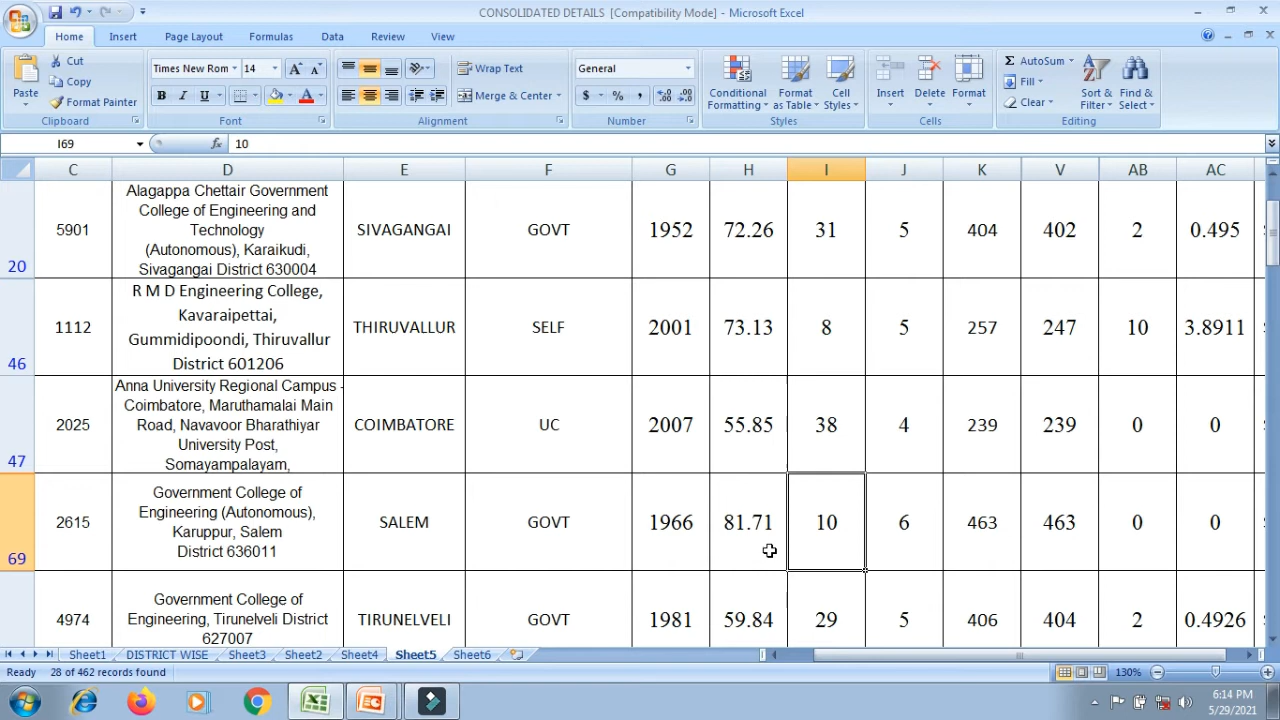 CONSOLIDATED DETAILS [Compatibility Mode] - Microsoft Excel
Home Insert Page Layout Formulas Data Review View
Paste Cut Copy Format Painter Clipboard
Times New Rom 14 B I U A Font
Wrap Text Merge & Center Alignment
General $ % , Number
Conditional Formatting Format as Table Cell Styles Styles
Insert Delete Format Cells
Σ AutoSum Fill Clear Sort & Filter Find & Select Editing
I69 fx 10
C D E F G H I J K V AB AC
20 5901
Alagappa Chettair Government
College of Engineering and
Technology
(Autonomous), Karaikudi,
Sivagangai District 630004
SIVAGANGAI GOVT 1952 72.26 31 5 404 402 2 0.495
46 1112
R M D Engineering College,
Kavaraipettai,
Gummidipoondi, Thiruvallur
District 601206
THIRUVALLUR SELF 2001 73.13 8 5 257 247 10 3.8911
47 2025
Anna University Regional Campus -
Coimbatore, Maruthamalai Main
Road, Navavoor Bharathiyar
University Post,
Somayampalayam,
COIMBATORE UC 2007 55.85 38 4 239 239 0 0
69 2615
Government College of
Engineering (Autonomous),
Karuppur, Salem
District 636011
SALEM GOVT 1966 81.71 10 6 463 463 0 0
4974
Government College of
Engineering, Tirunelveli District
627007
TIRUNELVELI GOVT 1981 59.84 29 5 406 404 2 0.4926
Sheet1 DISTRICT WISE Sheet3 Sheet2 Sheet4 Sheet5 Sheet6
Ready 28 of 462 records found 130%
6:14 PM
5/29/2021